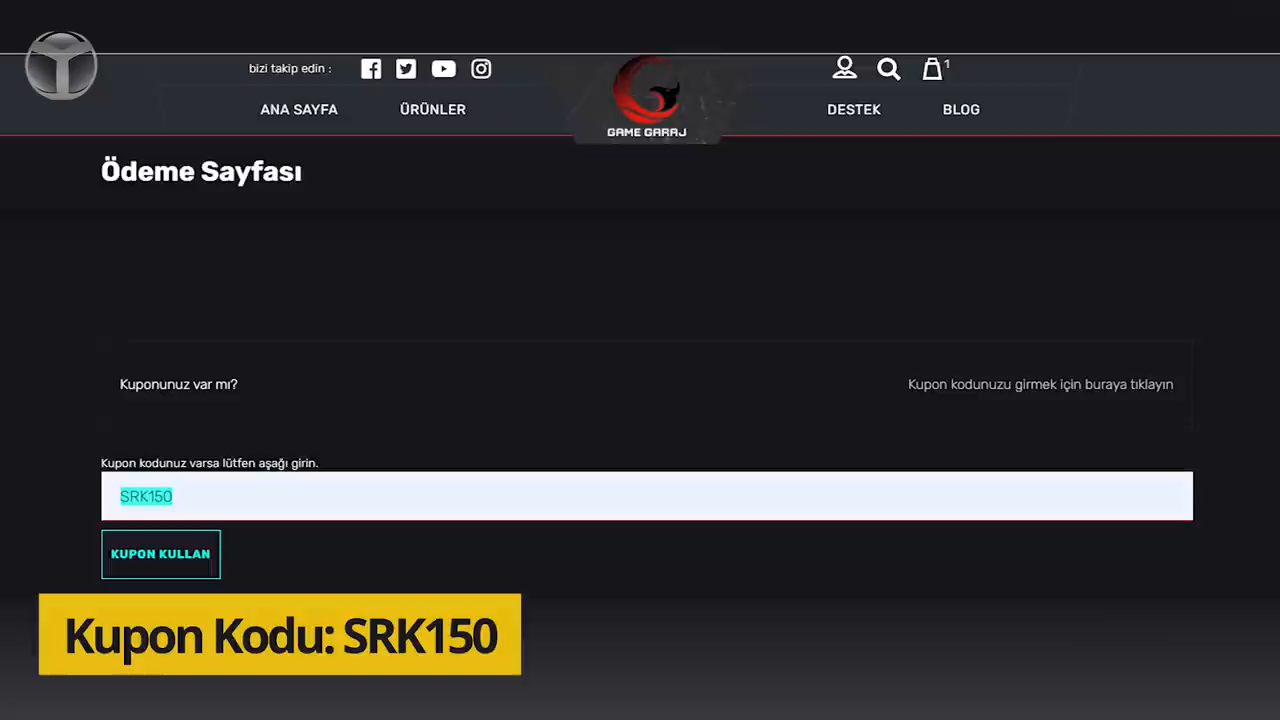 bizi takip edin :
1
ANA SAYFA
ÜRÜNLER
GAME GARAJ
DESTEK
BLOG
Ödeme Sayfası
Kuponunuz var mı?
Kupon kodunuzu girmek için buraya tıklayın
Kupon kodunuz varsa lütfen aşağı girin.
SRK150
KUPON KULLAN
Kupon Kodu: SRK150